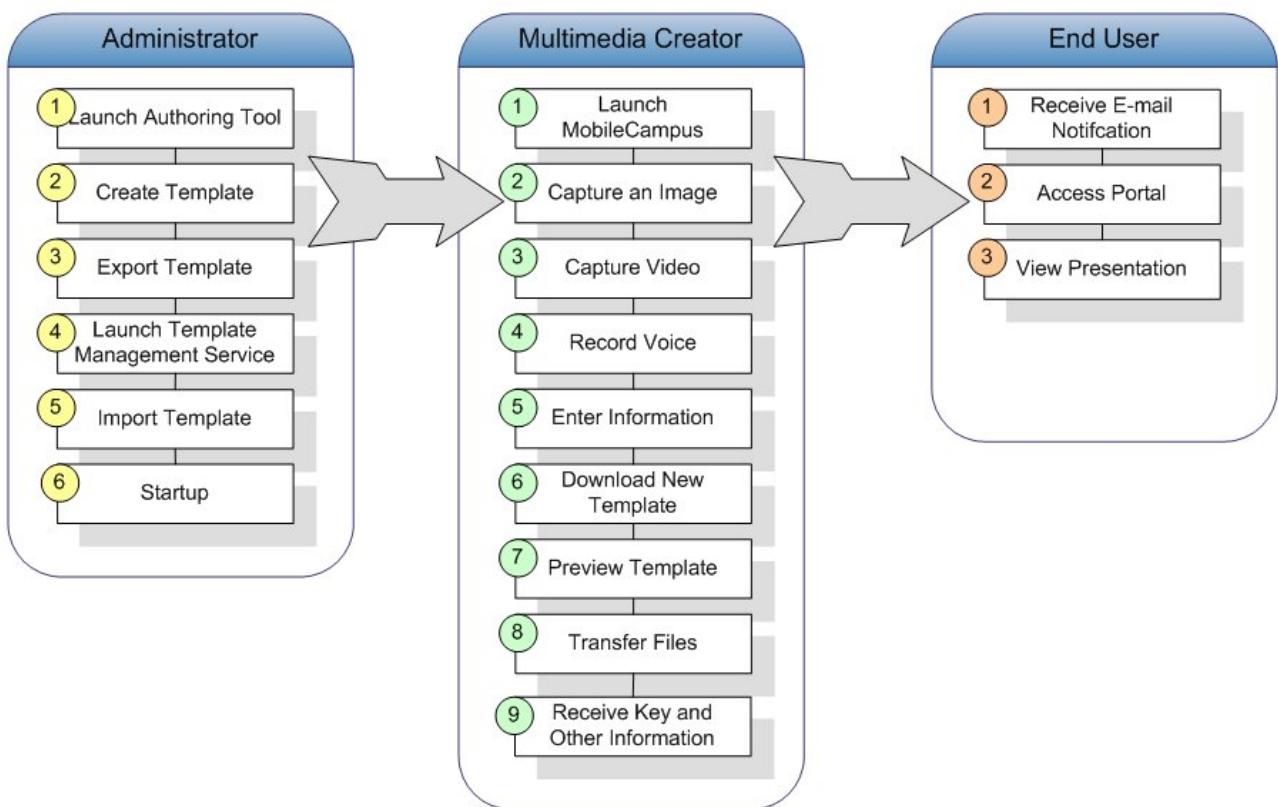 Administrator
1
Launch Authoring Tool
2
Create Template
3
Export Template
4
Launch Template
Management Service
5
Import Template
6
Startup
Multimedia Creator
1
Launch
MobileCampus
2
Capture an Image
3
Capture Video
4
Record Voice
5
Enter Information
6
Download New
Template
7
Preview Template
8
Transfer Files
9
Receive Key and
Other Information
End User
1
Receive E-mail
Notifcation
2
Access Portal
3
View Presentation